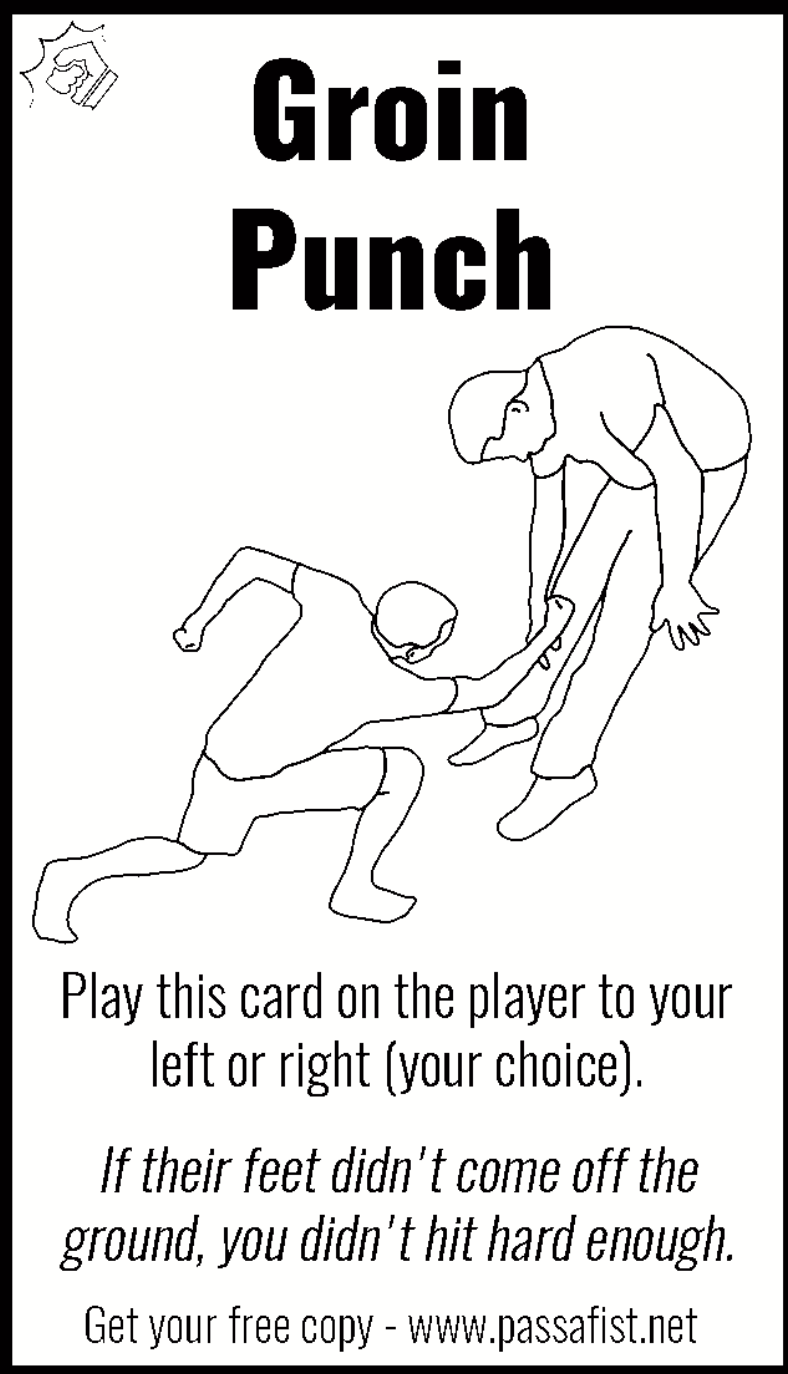 Groin
Punch
Play this card on the player to your
left or right (your choice).
If their feet didn't come off the
ground, you didn't hit hard enough.
Get your free copy - www.passafist.net